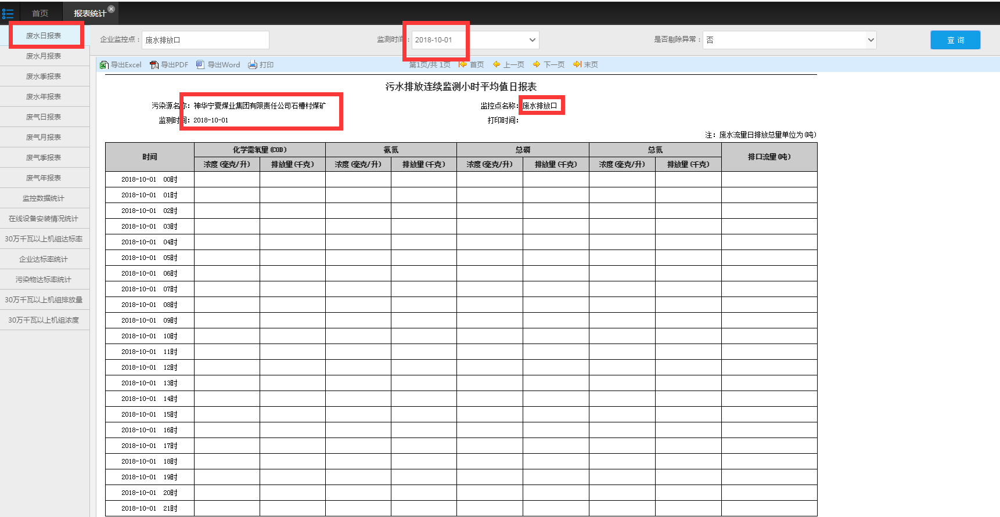 首页 报表统计
废水日报表
废水月报表
废水季报表
废水年报表
废气日报表
废气月报表
废气季报表
废气年报表
监控数据统计
在线设备安装情况统计
30万千瓦以上机组达标率
企业达标率统计
污染物达标率统计
30万千瓦以上机组排放量
30万千瓦以上机组浓度
企业监控点： 废水排放口 监测时间： 2018-10-01 是否剔除异常： 否 查 询
导出Excel 导出PDF 导出Word 打印 第1页/共 1页 首页 上一页 下一页 末页
污水排放连续监测小时平均值日报表
污染源名称： 神华宁夏煤业集团有限责任公司石槽村煤矿 监控点名称： 废水排放口
监测时间： 2018-10-01 打印时间：
注：废水流量日排放总量单位为(吨)
时间 化学需氧量(COD) 氨氮 总磷 总氮 排口流量(吨)
浓度(毫克/升) 排放量(千克) 浓度(毫克/升) 排放量(千克) 浓度(毫克/升) 排放量(千克) 浓度(毫克/升) 排放量(千克)
2018-10-01 00时
2018-10-01 01时
2018-10-01 02时
2018-10-01 03时
2018-10-01 04时
2018-10-01 05时
2018-10-01 06时
2018-10-01 07时
2018-10-01 08时
2018-10-01 09时
2018-10-01 10时
2018-10-01 11时
2018-10-01 12时
2018-10-01 13时
2018-10-01 14时
2018-10-01 15时
2018-10-01 16时
2018-10-01 17时
2018-10-01 18时
2018-10-01 19时
2018-10-01 20时
2018-10-01 21时